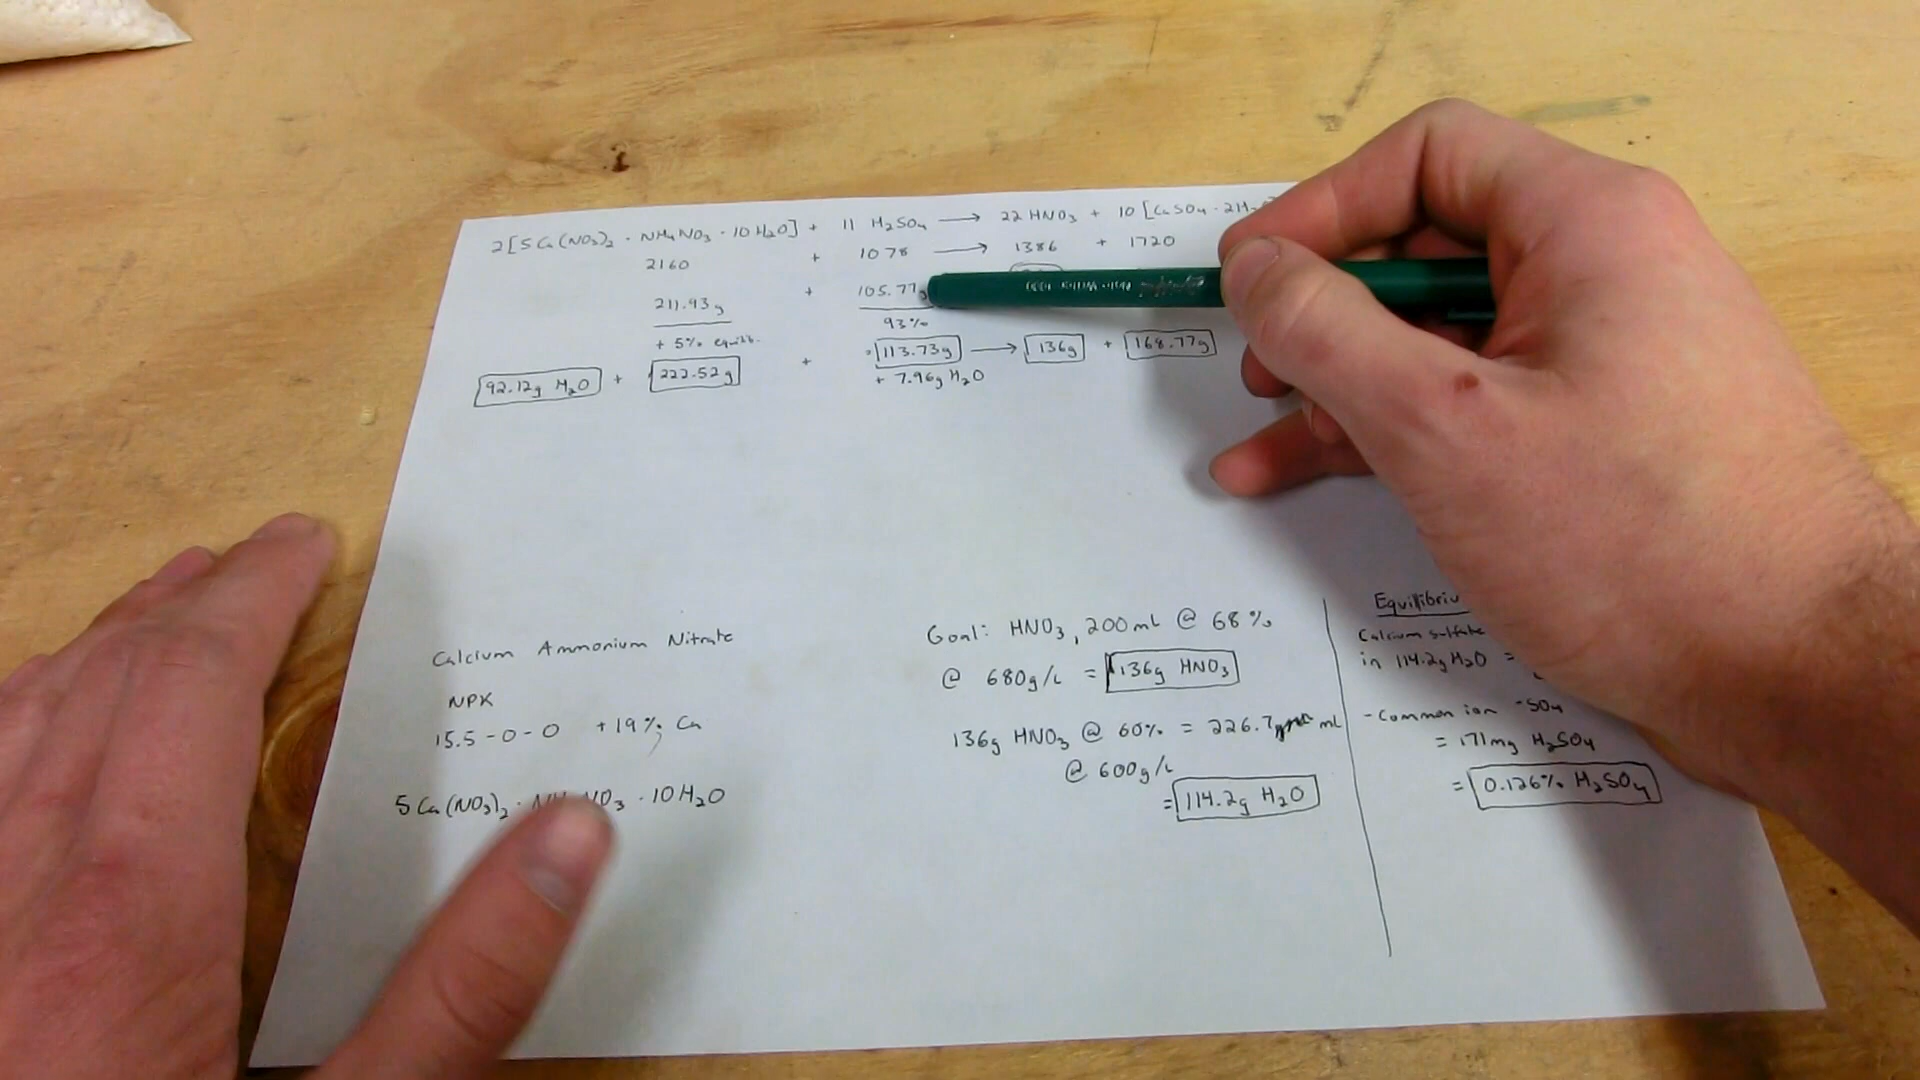 2[5Ca(NO3)2 · NH4NO3 · 10H2O] + 11 H2SO4 → 22 HNO3 + 10 [CaSO4 · 2H2
2160 + 1078 → 1386 + 1720
211.93g + 105.77g
+ 5% equilib. 93%
92.12g H2O + 222.52g + = 113.73g → 136g + 168.77g
+ 7.96g H2O
Calcium Ammonium Nitrate
NPK
15.5-0-0 +19% Ca
5Ca(NO3)2 · NH4NO3 · 10H2O
Goal: HNO3, 200ml @ 68%
@ 680g/L = 136g HNO3
136g HNO3 @ 60% = 226.7 ml
@ 600g/L
= 114.2g H2O
Equilibriu
Calcium sulfate
in 114.2g H2O =
-Common ion -SO4
= 171mg H2SO4
= 0.126% H2SO4